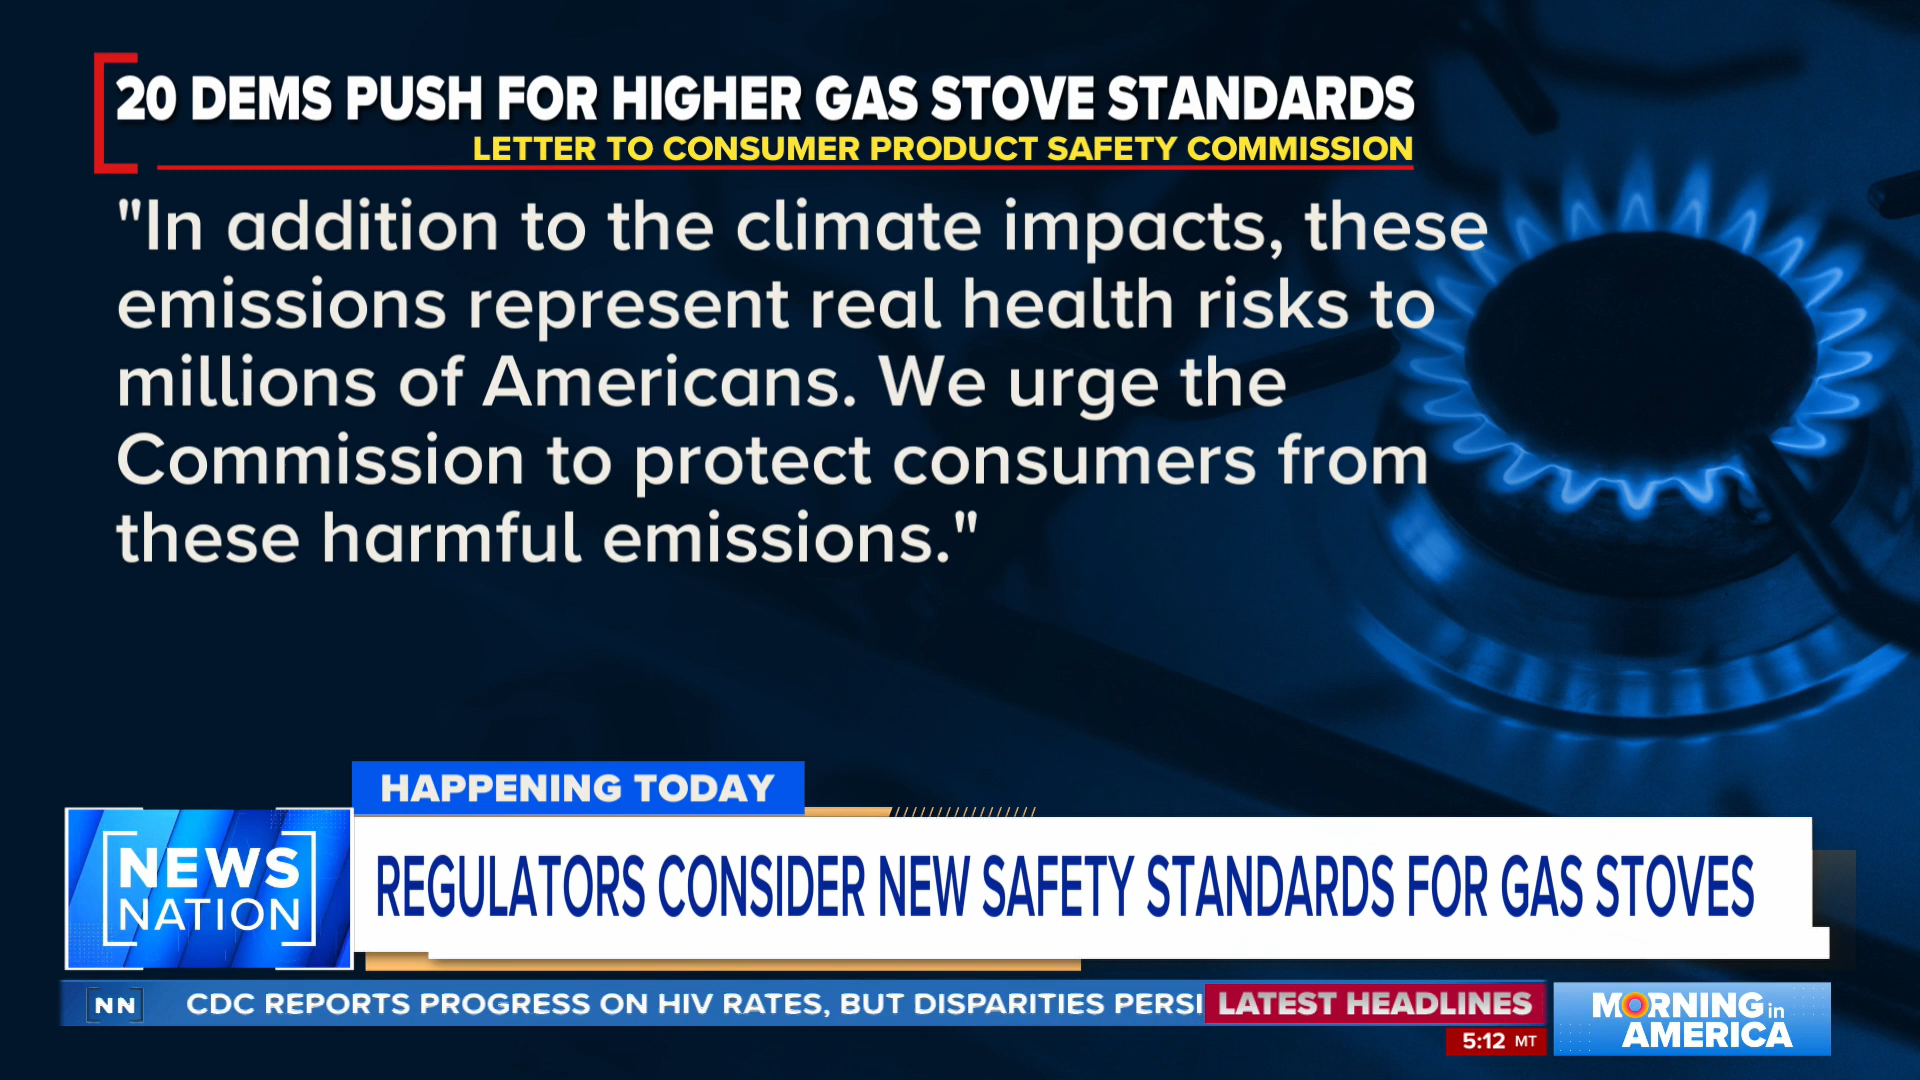 20 DEMS PUSH FOR HIGHER GAS STOVE STANDARDS
LETTER TO CONSUMER PRODUCT SAFETY COMMISSION
"In addition to the climate impacts, these
emissions represent real health risks to
millions of Americans. We urge the
Commission to protect consumers from
these harmful emissions."
HAPPENING TODAY
NEWS
NATION
REGULATORS CONSIDER NEW SAFETY STANDARDS FOR GAS STOVES
NN
CDC REPORTS PROGRESS ON HIV RATES, BUT DISPARITIES PERSI
LATEST HEADLINES
5:12 MT
MORNING in
AMERICA